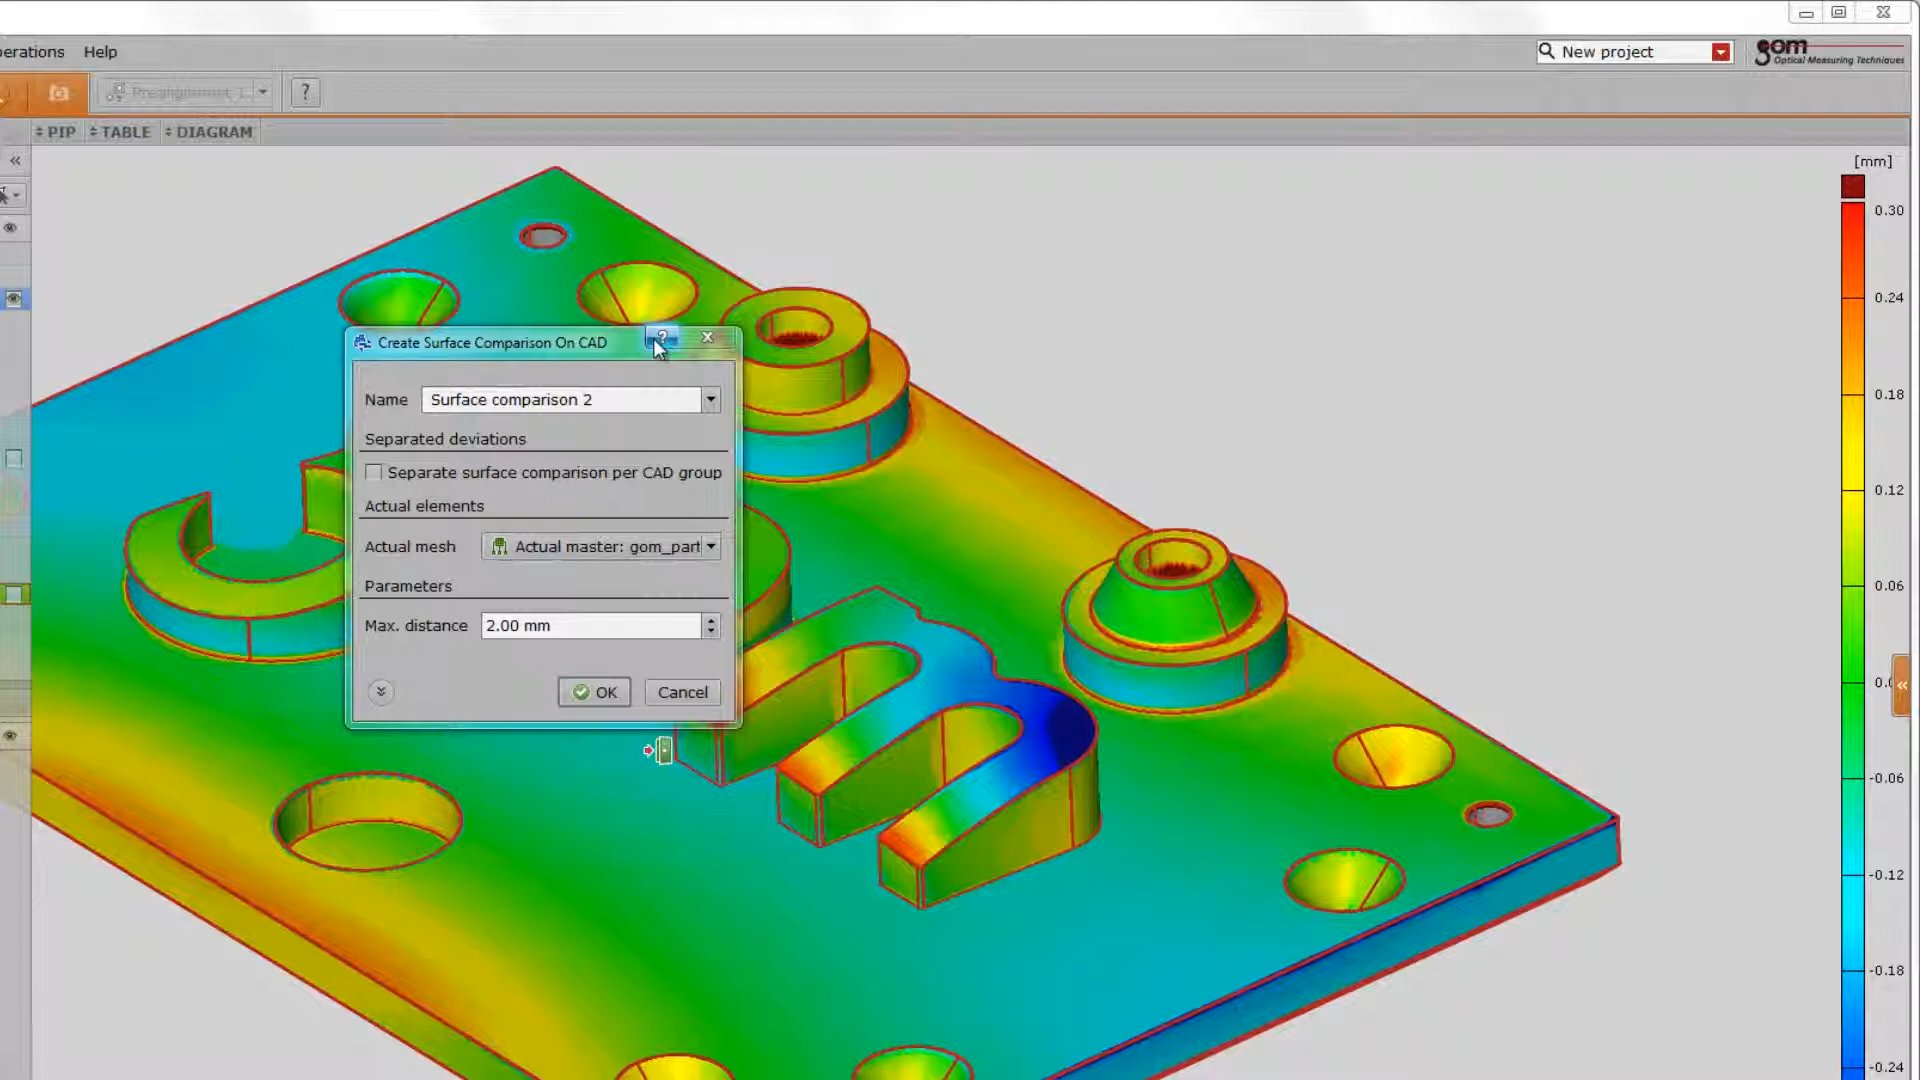 erations Help
New project
gom
Optical Measuring Techniques
Prealignment_1
?
PIP TABLE DIAGRAM
[mm]
0.30
0.24
0.18
0.12
0.06
0.0
-0.06
-0.12
-0.18
-0.24
Create Surface Comparison On CAD
?
Name Surface comparison 2
Separated deviations
Separate surface comparison per CAD group
Actual elements
Actual mesh Actual master: gom_part
Parameters
Max. distance 2.00 mm
OK Cancel